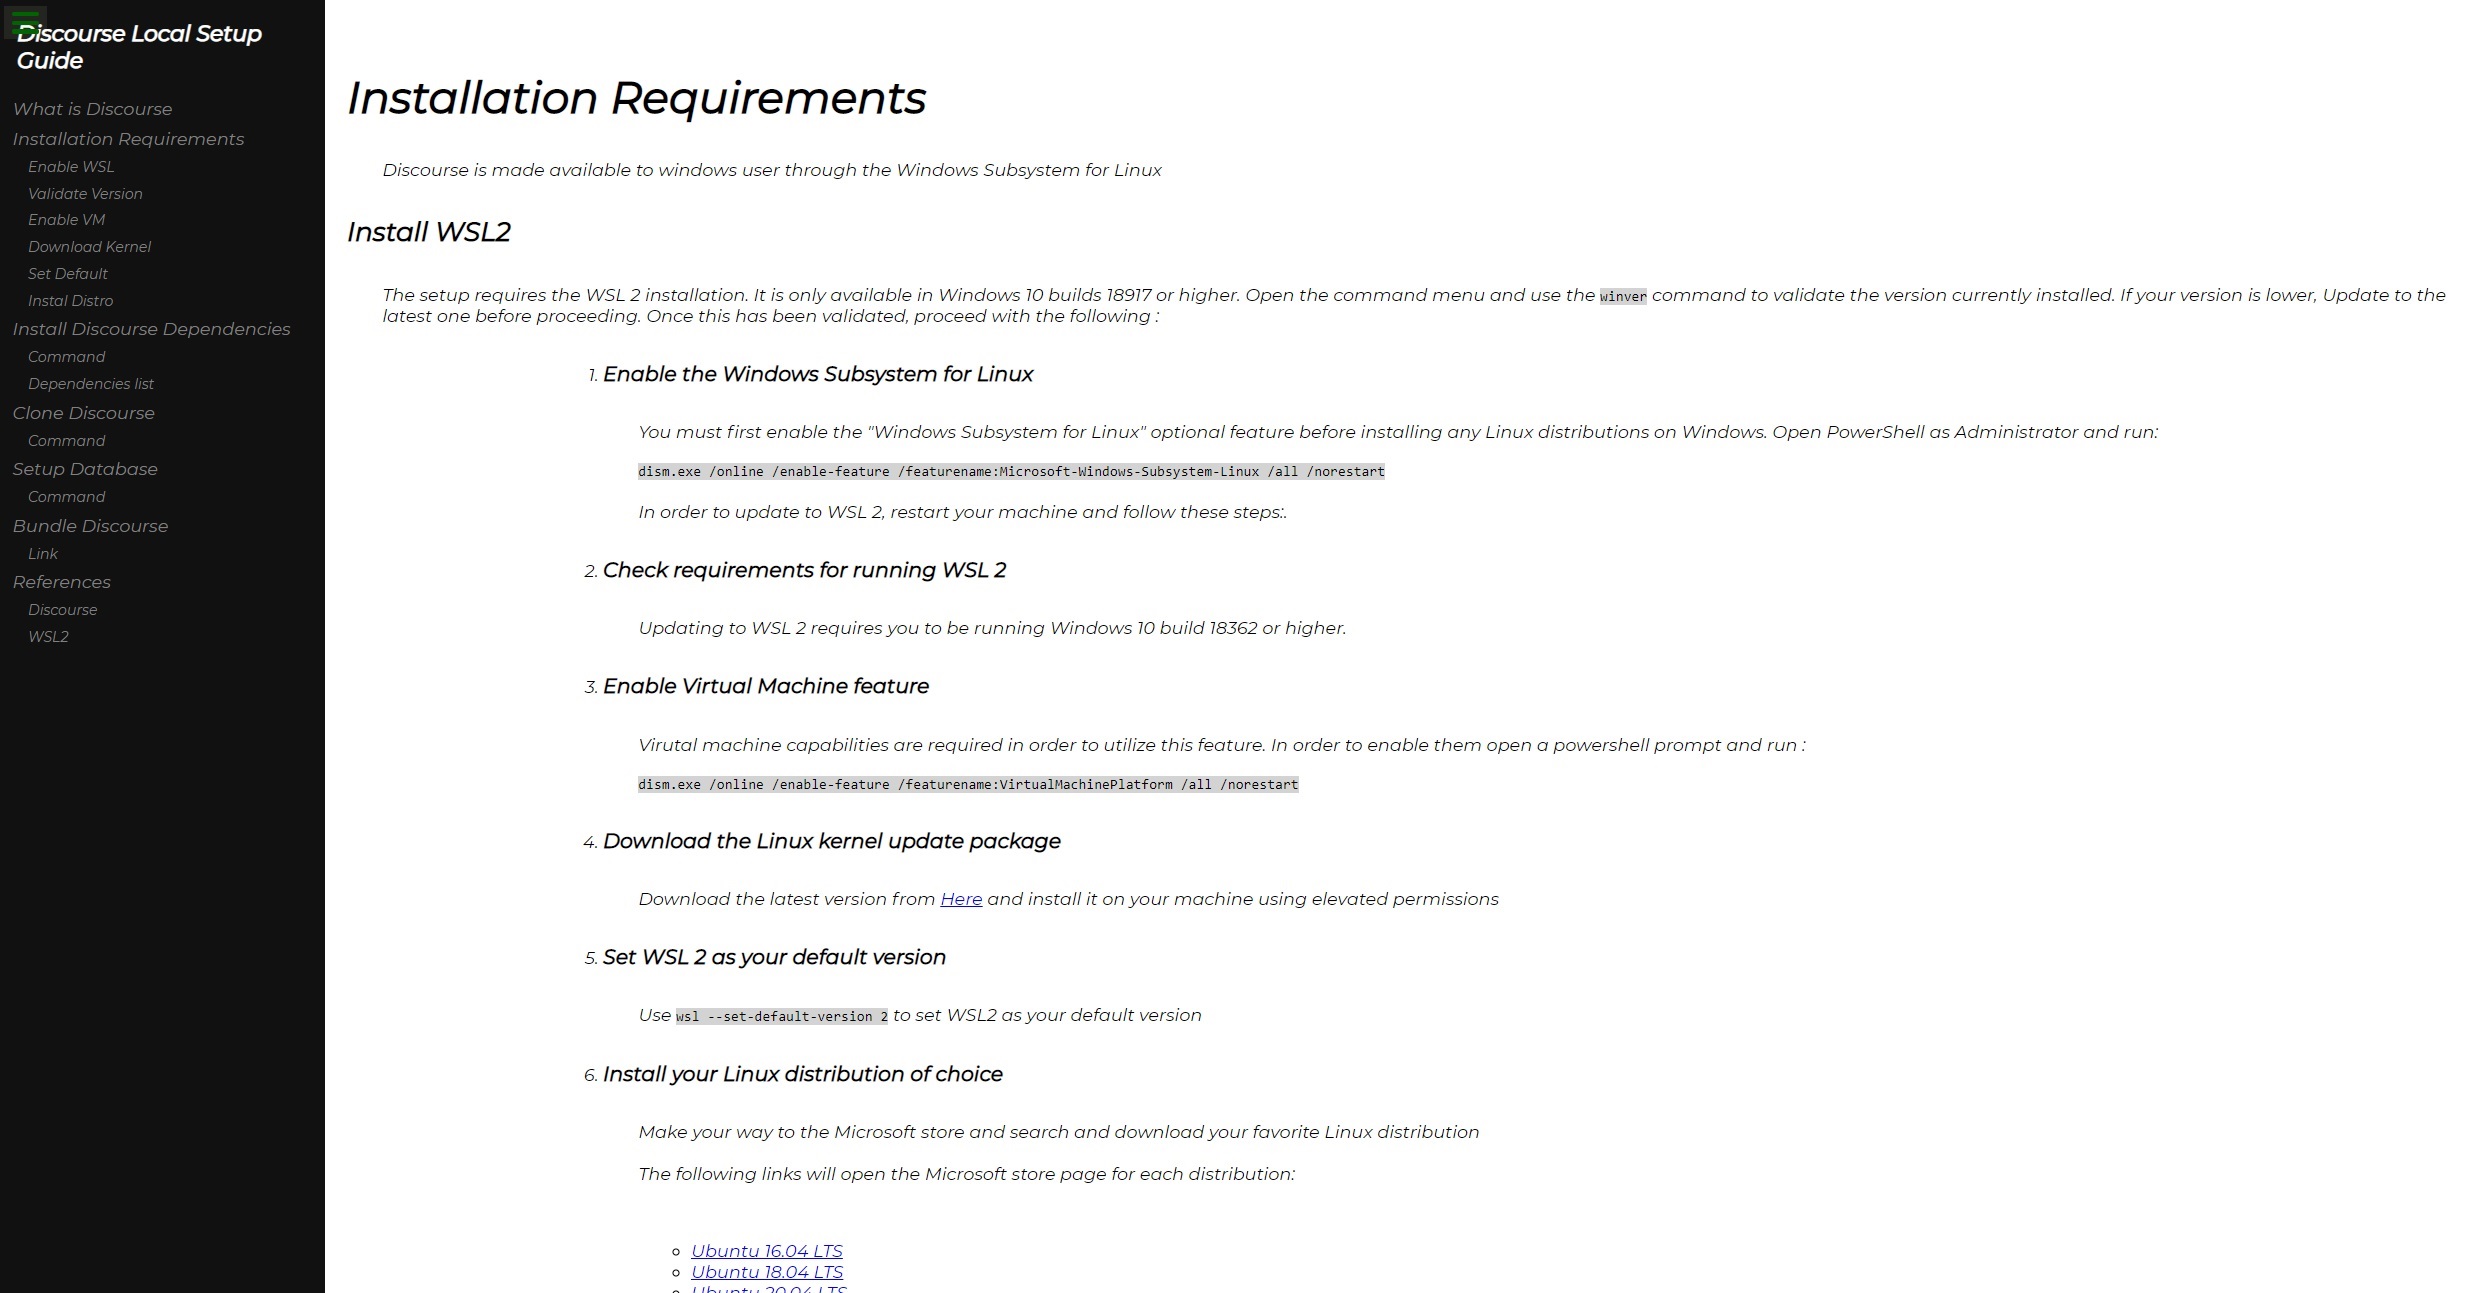 Discourse Local Setup
Guide
What is Discourse
Installation Requirements
Enable WSL
Validate Version
Enable VM
Download Kernel
Set Default
Instal Distro
Install Discourse Dependencies
Command
Dependencies list
Clone Discourse
Command
Setup Database
Command
Bundle Discourse
Link
References
Discourse
WSL2
Installation Requirements
Discourse is made available to windows user through the Windows Subsystem for Linux
Install WSL2
The setup requires the WSL 2 installation. It is only available in Windows 10 builds 18917 or higher. Open the command menu and use the winver command to validate the version currently installed. If your version is lower, Update to the
latest one before proceeding. Once this has been validated, proceed with the following :
1. Enable the Windows Subsystem for Linux
You must first enable the "Windows Subsystem for Linux" optional feature before installing any Linux distributions on Windows. Open PowerShell as Administrator and run:
dism.exe /online /enable-feature /featurename:Microsoft-Windows-Subsystem-Linux /all /norestart
In order to update to WSL 2, restart your machine and follow these steps:.
2. Check requirements for running WSL 2
Updating to WSL 2 requires you to be running Windows 10 build 18362 or higher.
3. Enable Virtual Machine feature
Virutal machine capabilities are required in order to utilize this feature. In order to enable them open a powershell prompt and run :
dism.exe /online /enable-feature /featurename:VirtualMachinePlatform /all /norestart
4. Download the Linux kernel update package
Download the latest version from Here and install it on your machine using elevated permissions
5. Set WSL 2 as your default version
Use wsl --set-default-version 2 to set WSL2 as your default version
6. Install your Linux distribution of choice
Make your way to the Microsoft store and search and download your favorite Linux distribution
The following links will open the Microsoft store page for each distribution:
Ubuntu 16.04 LTS
Ubuntu 18.04 LTS
Ubuntu 20.04 LTS